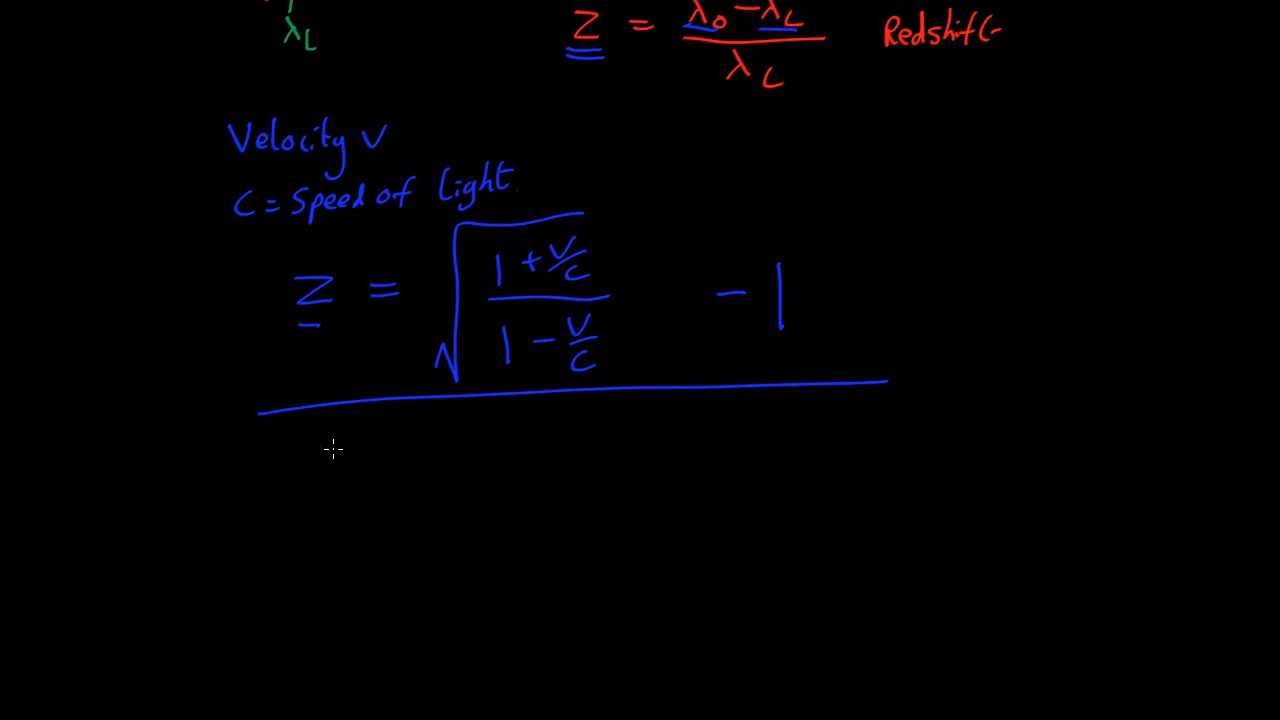 λL
Z = λo - λL / λL Redshift
Velocity v
C = Speed of light
Z = √((1 + v/c) / (1 - v/c)) - 1